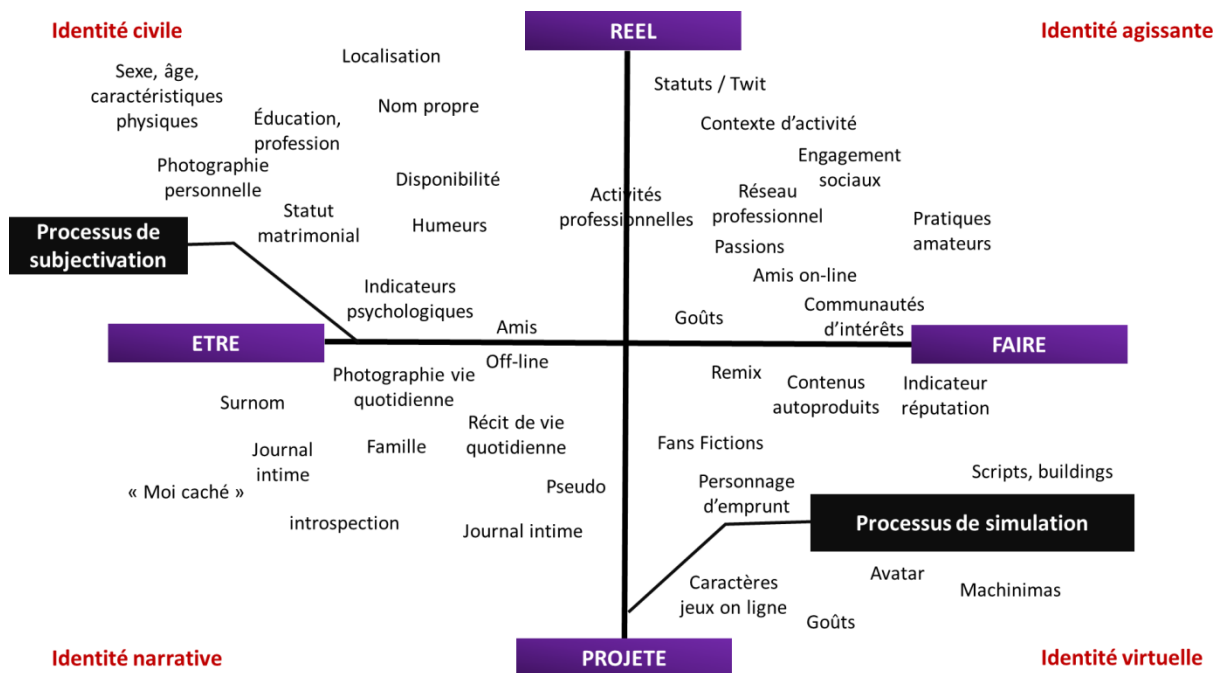 Identité civile
REEL
Identité agissante
Localisation
Sexe, âge,
caractéristiques
physiques
Statuts / Twit
Nom propre
Éducation,
profession
Contexte d'activité
Photographie
personnelle
Engagement
sociaux
Disponibilité
Activités
professionnelles
Réseau
professionnel
Statut
matrimonial
Humeurs
Pratiques
amateurs
Processus de
subjectivation
Passions
Amis on-line
Indicateurs
psychologiques
Amis
Goûts
Communautés
d'intérêts
ETRE
FAIRE
Off-line
Photographie vie
quotidienne
Remix
Contenus
autoproduits
Indicateur
réputation
Surnom
Journal
intime
Famille
Récit de vie
quotidienne
Fans Fictions
« Moi caché »
Pseudo
Personnage
d'emprunt
Scripts, buildings
introspection
Journal intime
Processus de simulation
Caractères
jeux on ligne
Avatar
Machinimas
Goûts
Identité narrative
PROJETE
Identité virtuelle